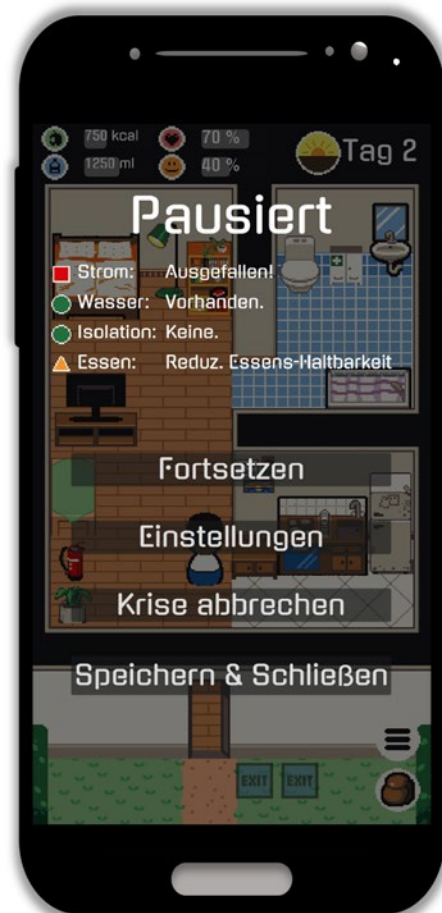 750 kcal 70 %
1250 ml 40 %
Tag 2
Pausiert
Strom: Ausgefallen!
Wasser: Vorhanden.
Isolation: Keine.
Essen: Reduz. Essens-Haltbarkeit
Fortsetzen
Einstellungen
Krise abbrechen
Speichern & Schließen
EXIT EXIT